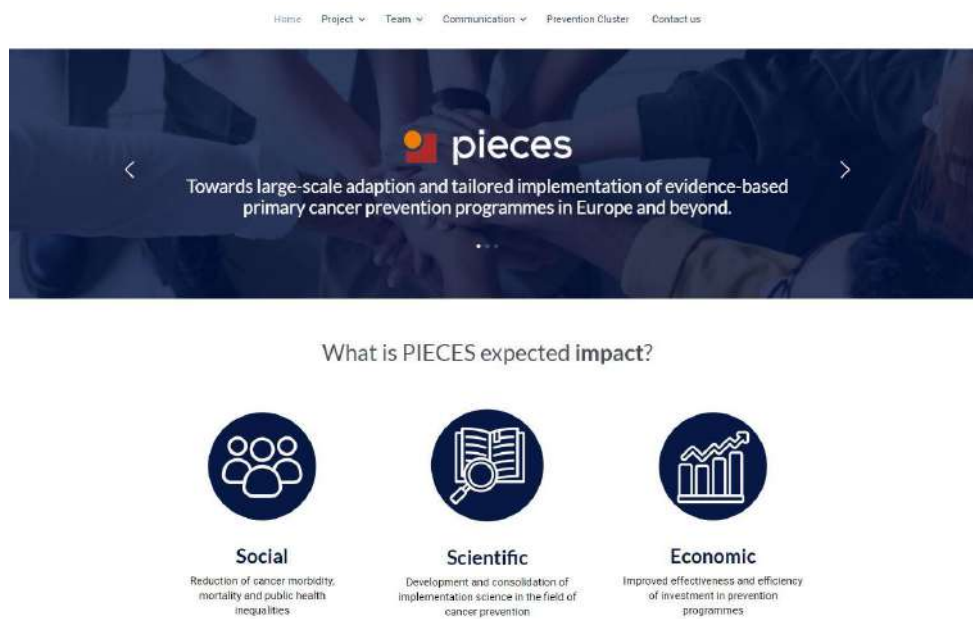 Home Project Team Communication Prevention Cluster Contact us
pieces
Towards large-scale adaption and tailored implementation of evidence-based
primary cancer prevention programmes in Europe and beyond.
What is PIECES expected impact?
Social
Reduction of cancer morbidity,
mortality and public health
inequalities
Scientific
Development and consolidation of
implementation science in the field of
cancer prevention
Economic
Improved effectiveness and efficiency
of investment in prevention
programmes